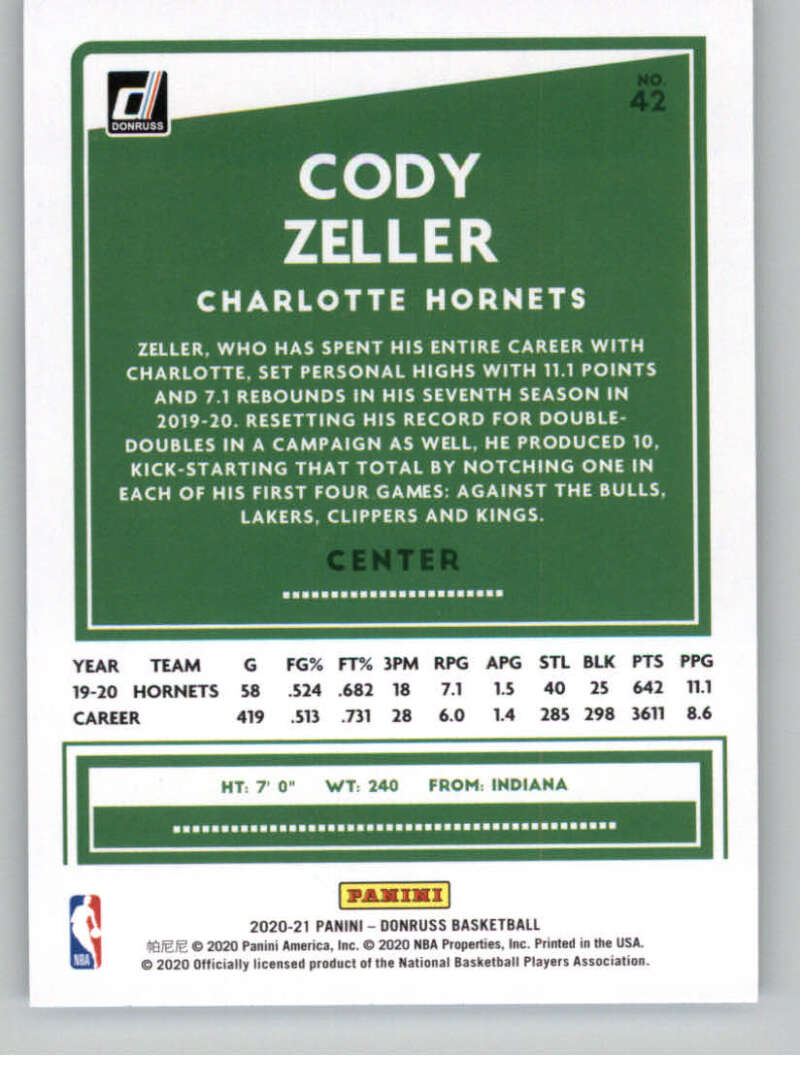 DONRUSS
NO.
42
CODY
ZELLER
CHARLOTTE HORNETS
ZELLER, WHO HAS SPENT HIS ENTIRE CAREER WITH
CHARLOTTE, SET PERSONAL HIGHS WITH 11.1 POINTS
AND 7.1 REBOUNDS IN HIS SEVENTH SEASON IN
2019-20. RESETTING HIS RECORD FOR DOUBLE-
DOUBLES IN A CAMPAIGN AS WELL, HE PRODUCED 10,
KICK-STARTING THAT TOTAL BY NOTCHING ONE IN
EACH OF HIS FIRST FOUR GAMES: AGAINST THE BULLS,
LAKERS, CLIPPERS AND KINGS.
CENTER
YEAR TEAM G FG% FT% 3PM RPG APG STL BLK PTS PPG
19-20 HORNETS 58 .524 .682 18 7.1 1.5 40 25 642 11.1
CAREER 419 .513 .731 28 6.0 1.4 285 298 3611 8.6
HT: 7' 0" WT: 240 FROM: INDIANA
PANINI
2020-21 PANINI – DONRUSS BASKETBALL
帕尼尼 © 2020 Panini America, Inc. © 2020 NBA Properties, Inc. Printed in the USA.
© 2020 Officially licensed product of the National Basketball Players Association.
NBA